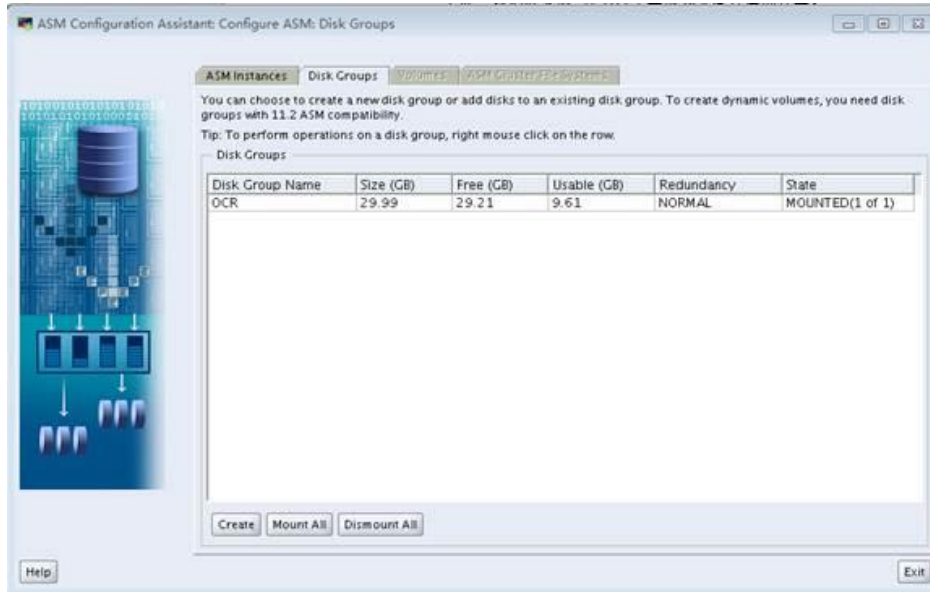 ASM Configuration Assistant: Configure ASM: Disk Groups
ASM Instances Disk Groups Volumes ASM Cluster File Systems
You can choose to create a new disk group or add disks to an existing disk group. To create dynamic volumes, you need disk
groups with 11.2 ASM compatibility.
Tip: To perform operations on a disk group, right mouse click on the row.
Disk Groups
Disk Group Name Size (GB) Free (GB) Usable (GB) Redundancy State
OCR 29.99 29.21 9.61 NORMAL MOUNTED(1 of 1)
Create Mount All Dismount All
Help Exit